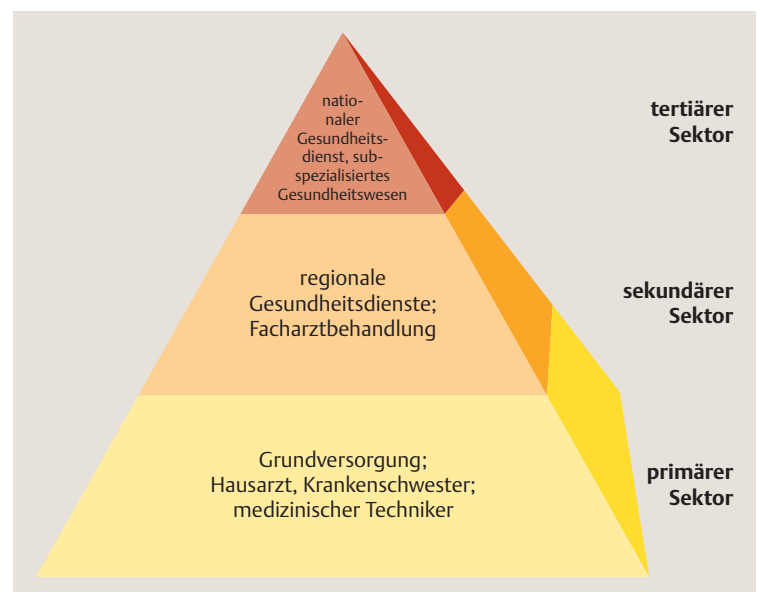 natio-
naler
Gesundheits-
dienst, sub-
spezialisiertes
Gesundheitswesen
tertiärer
Sektor
regionale
Gesundheitsdienste;
Facharztbehandlung
sekundärer
Sektor
Grundversorgung;
Hausarzt, Krankenschwester;
medizinischer Techniker
primärer
Sektor